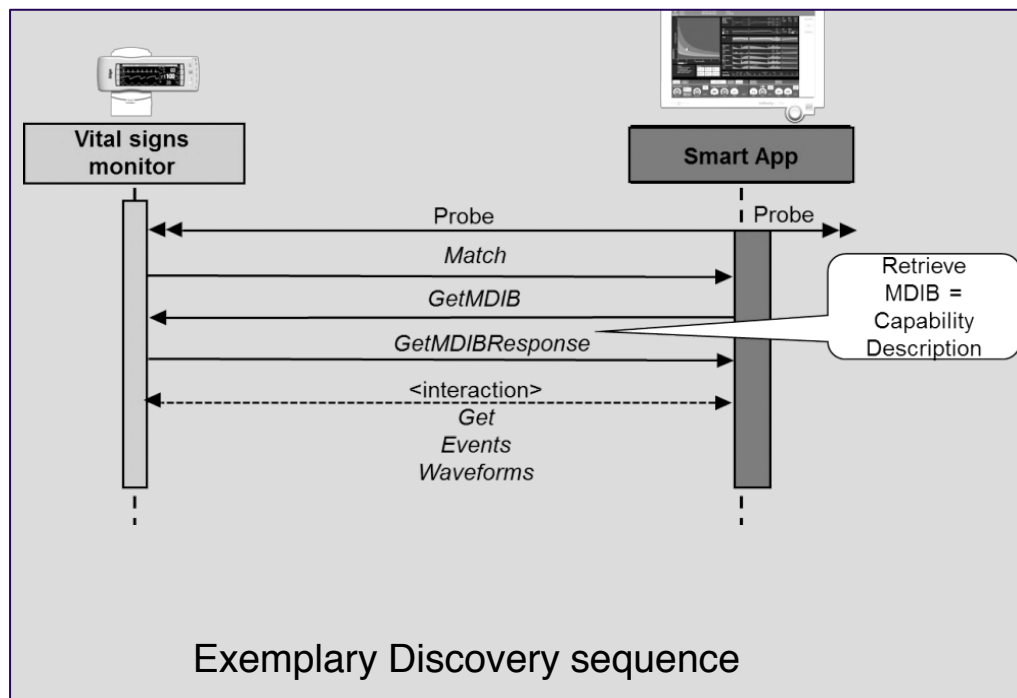 Vital signs
monitor
Smart App
Probe
Probe
Match
GetMDIB
GetMDIBResponse
Retrieve
MDIB =
Capability
Description
<interaction>
Get
Events
Waveforms
Exemplary Discovery sequence